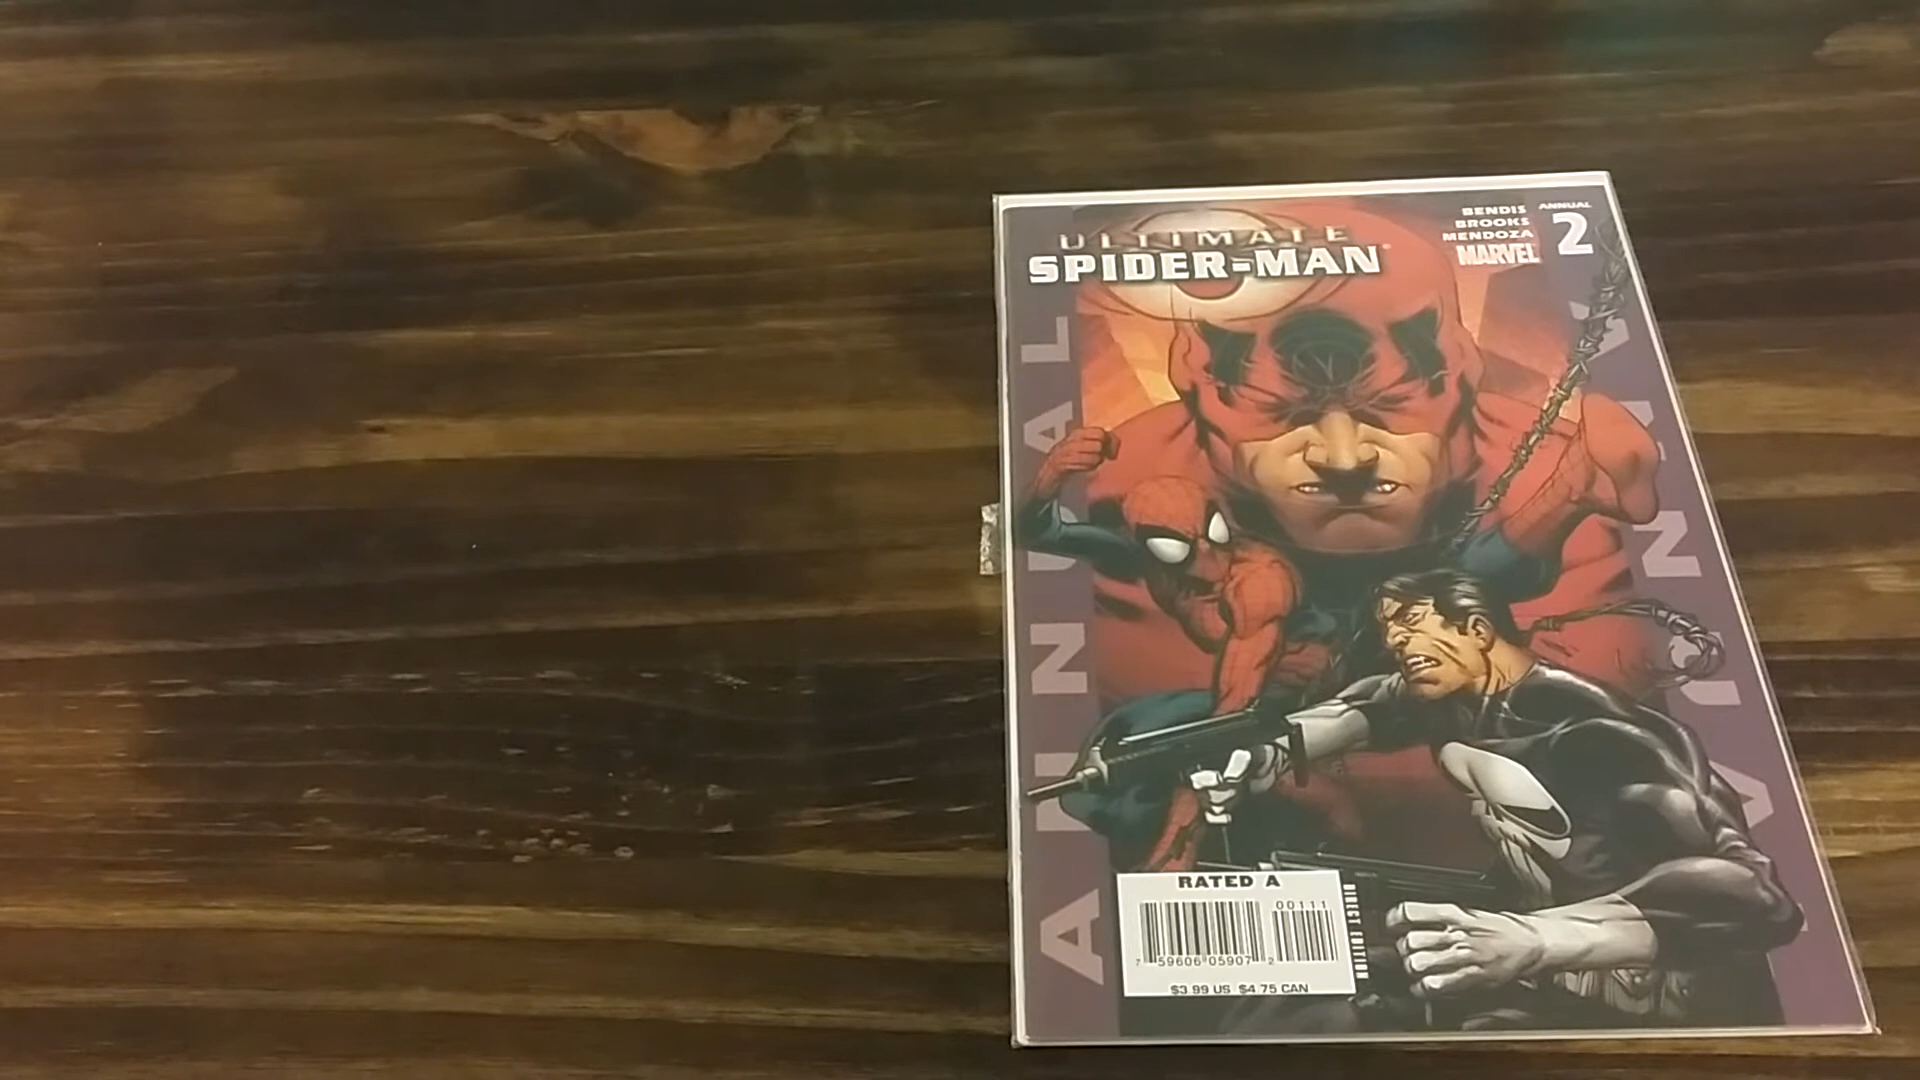 ULTIMATE
SPIDER-MAN
BENDIS
BROOKS
MENDOZA
MARVEL
ANNUAL
2
ANNUAL
ANNUAL
RATED A
00111
7 59606 05907 2
DIRECT EDITION
$3.99 US $4.75 CAN